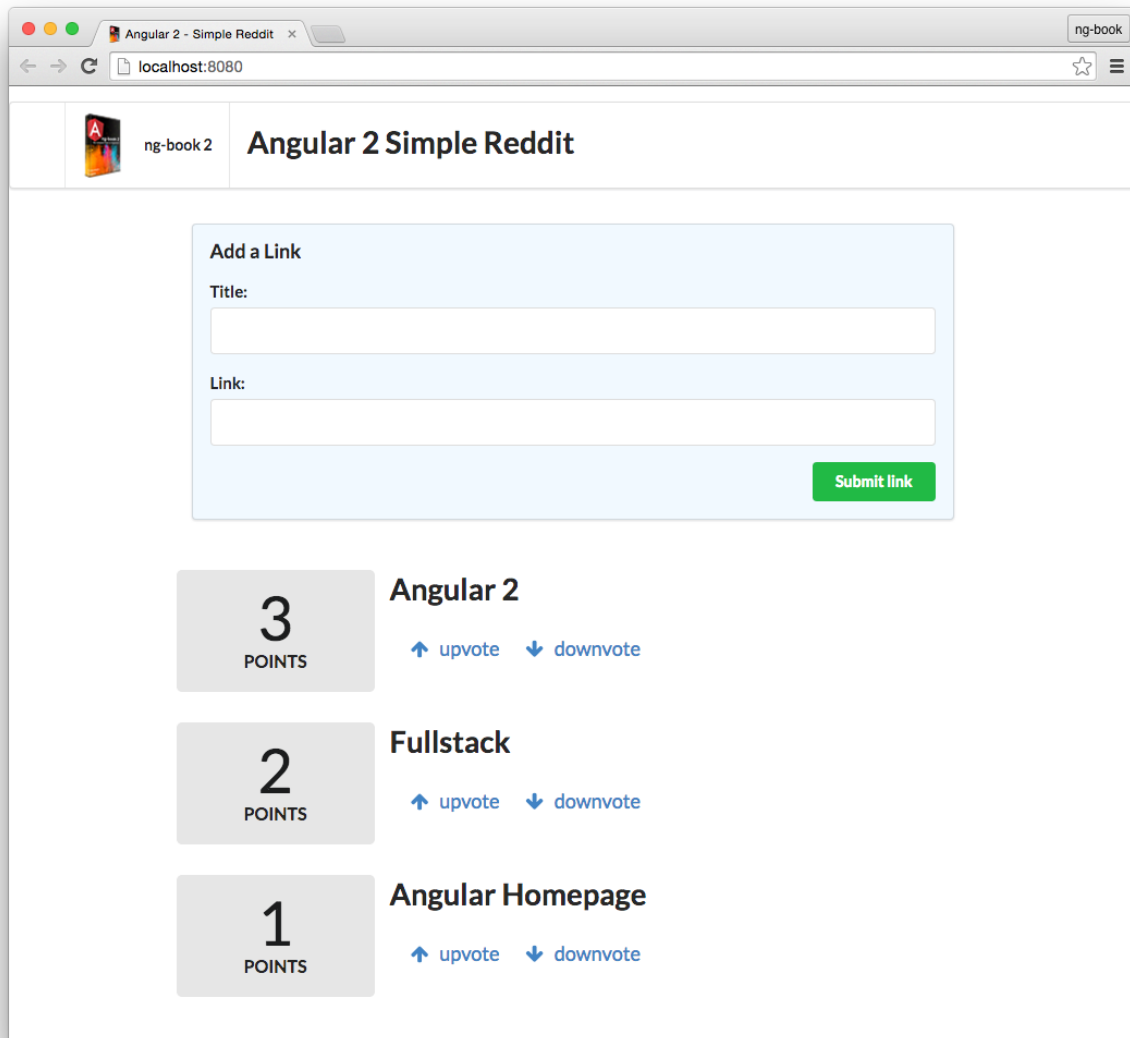 Angular 2 - Simple Reddit
ng-book
localhost:8080
ng-book 2
Angular 2 Simple Reddit
Add a Link
Title:
Link:
Submit link
3
POINTS
Angular 2
upvote downvote
2
POINTS
Fullstack
upvote downvote
1
POINTS
Angular Homepage
upvote downvote